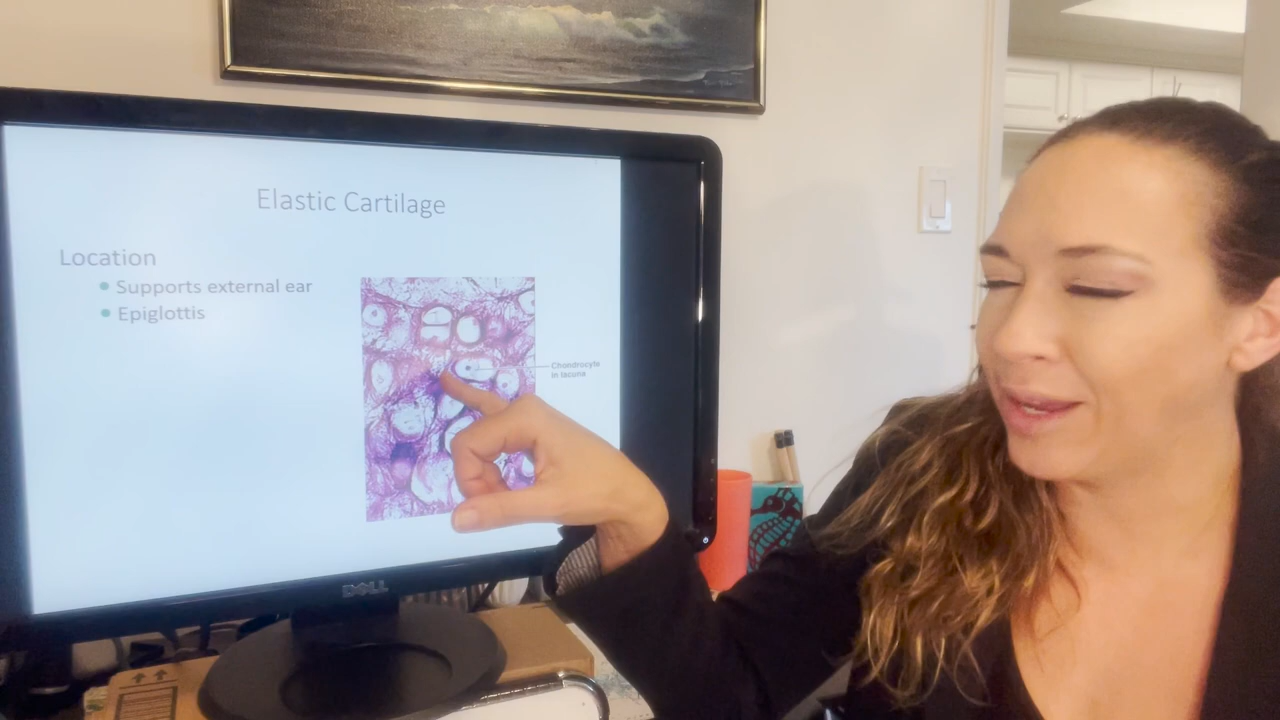 Elastic Cartilage
Location
Supports external ear
Epiglottis
Chondrocyte
in lacuna
DELL